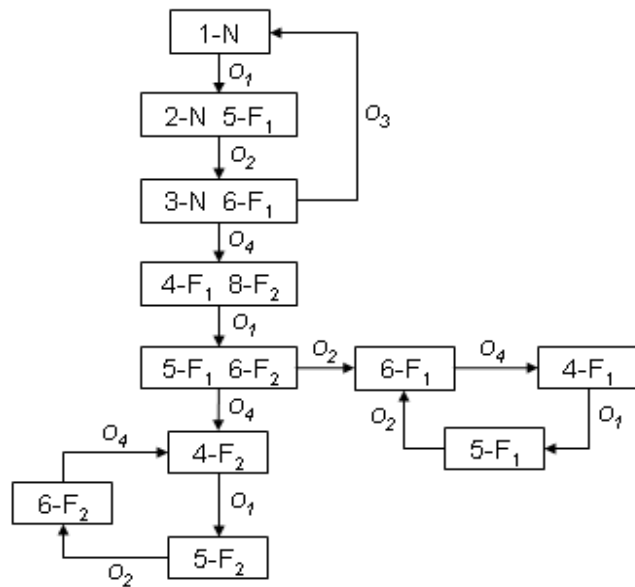 1-N
O₁
2-N 5-F₁
O₃
O₂
3-N 6-F₁
O₄
4-F₁ 8-F₂
O₁
5-F₁ 6-F₂
O₂
6-F₁
O₄
4-F₁
O₄
O₂
O₁
O₄
4-F₂
5-F₁
6-F₂
O₁
O₂
5-F₂